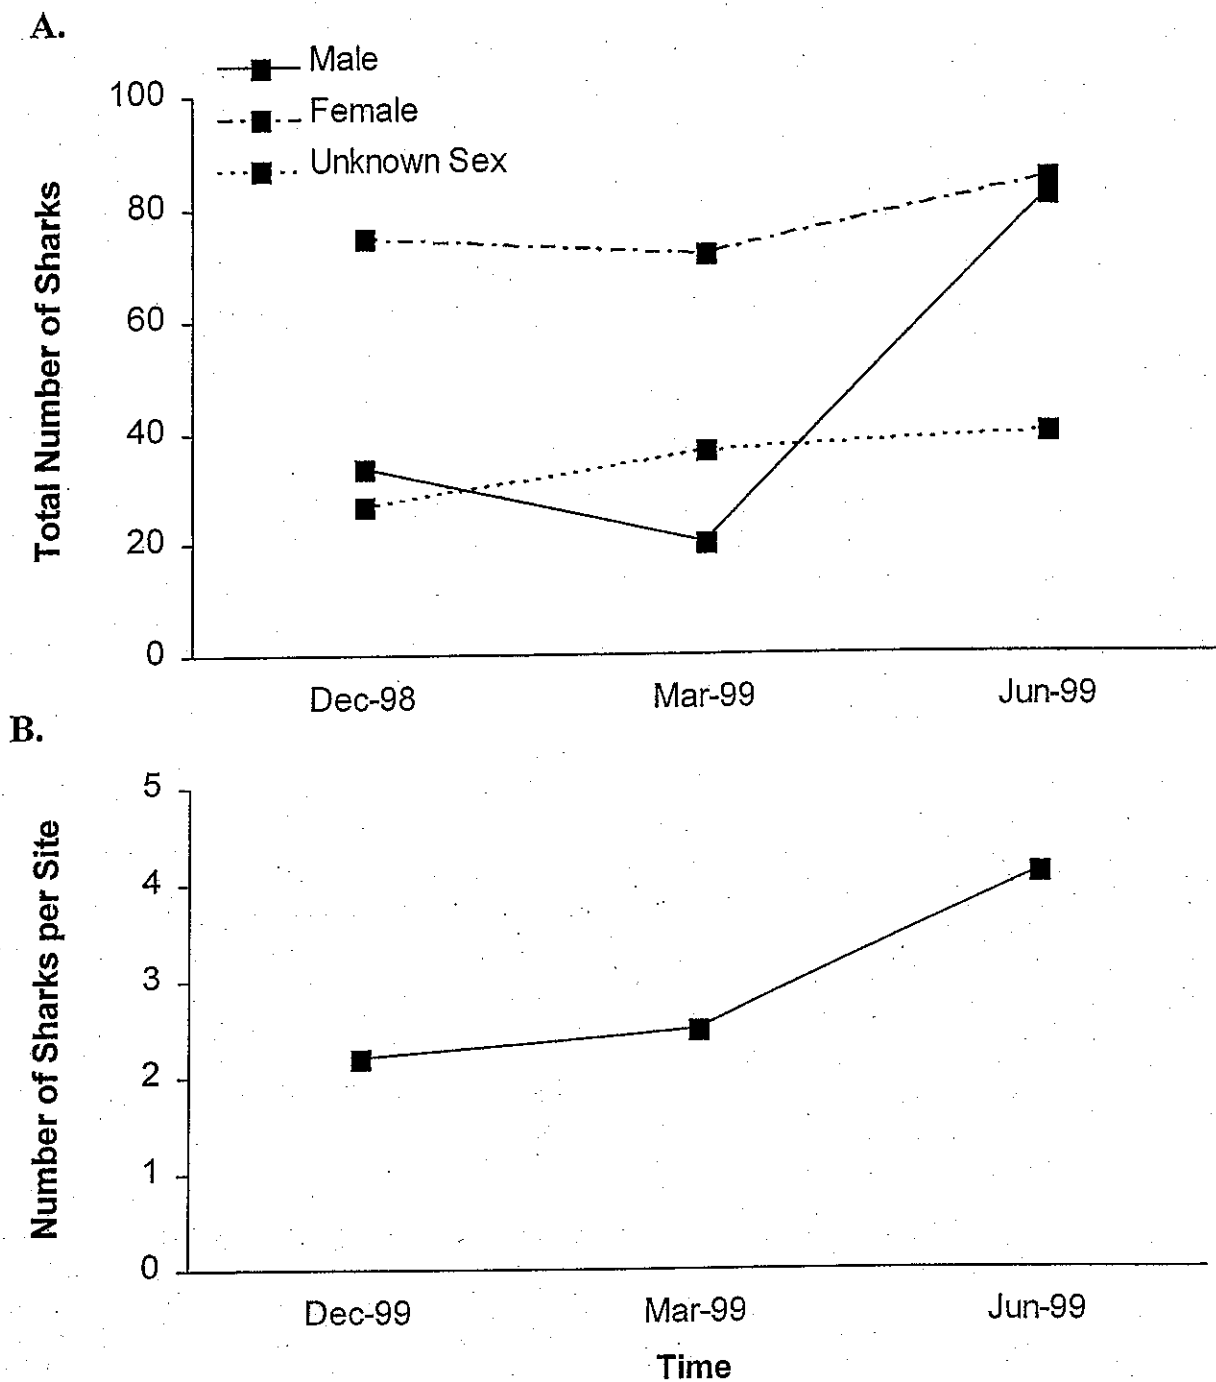 A.
Male
Female
Unknown Sex
100
80
60
40
20
0
Total Number of Sharks
Dec-98 Mar-99 Jun-99
B.
5
4
3
2
1
0
Number of Sharks per Site
Dec-99 Mar-99 Jun-99
Time